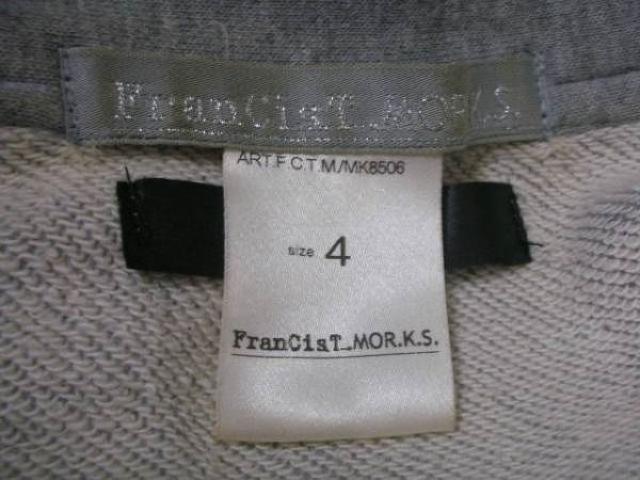 FranCisT_MOR.K.S.
ART.F.C.T.M/MK8506
size 4
FranCisT_MOR.K.S.